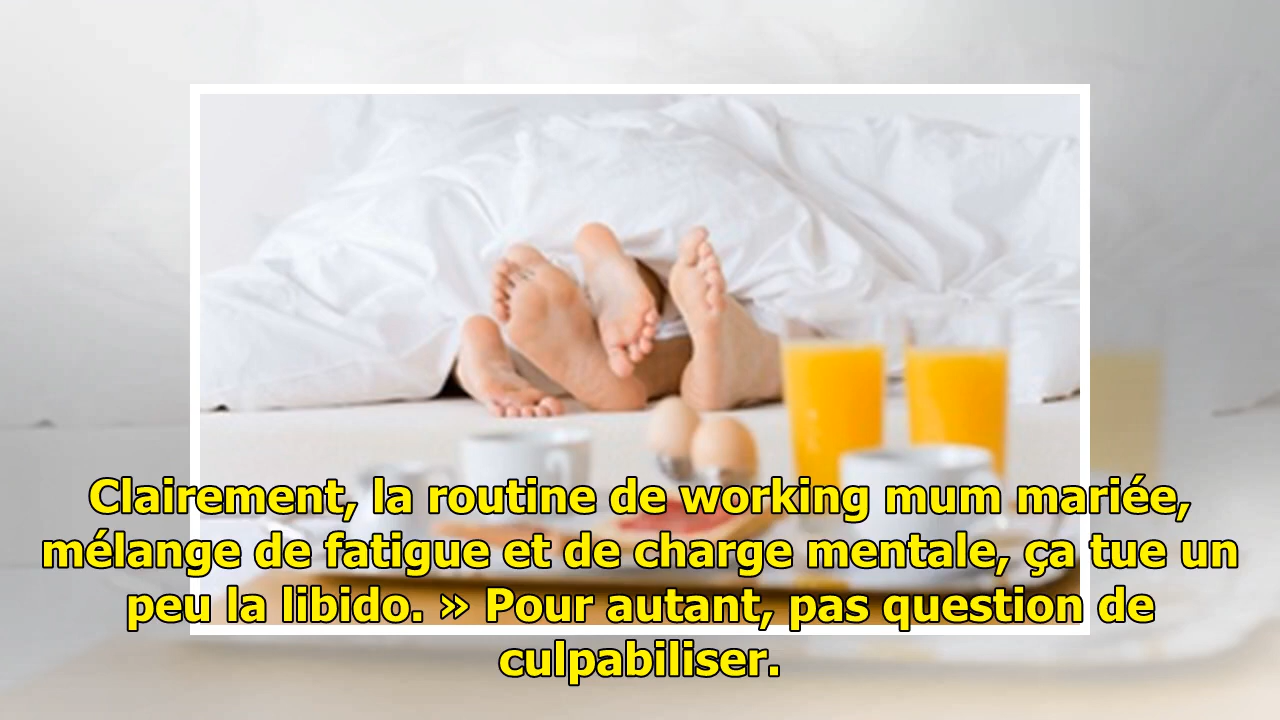 Clairement, la routine de working mum mariée,
mélange de fatigue et de charge mentale, ça tue un
peu la libido. » Pour autant, pas question de
culpabiliser.